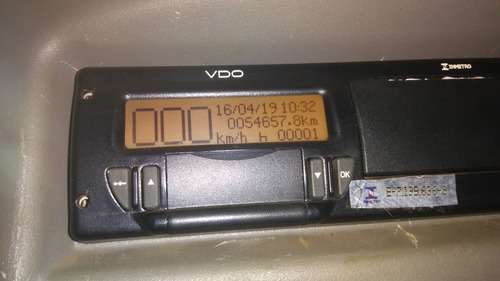 VDO
INMETRO
000
16/04/19 10:32
0054657.8km
km/h h 00001
OK